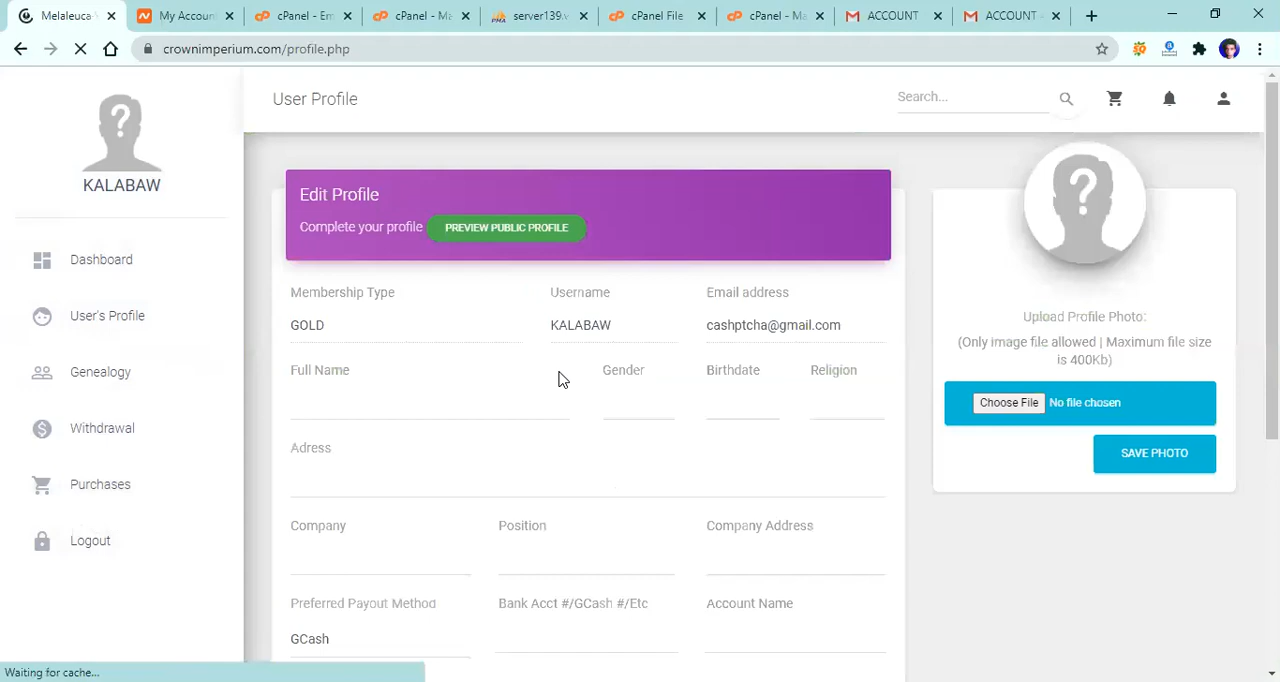 Melaleuca
My Accoun
cPanel - Em
cPanel - Ma
server139.v
cPanel File
cPanel - Ma
ACCOUNT
ACCOUNT
crownimperium.com/profile.php
KALABAW
Dashboard
User's Profile
Genealogy
Withdrawal
Purchases
Logout
User Profile
Search...
Edit Profile
Complete your profile PREVIEW PUBLIC PROFILE
Membership Type Username Email address
GOLD KALABAW cashptcha@gmail.com
Full Name Gender Birthdate Religion
Adress
Company Position Company Address
Preferred Payout Method Bank Acct #/GCash #/Etc Account Name
GCash
Upload Profile Photo:
(Only image file allowed | Maximum file size
is 400Kb)
Choose File No file chosen
SAVE PHOTO
Waiting for cache...